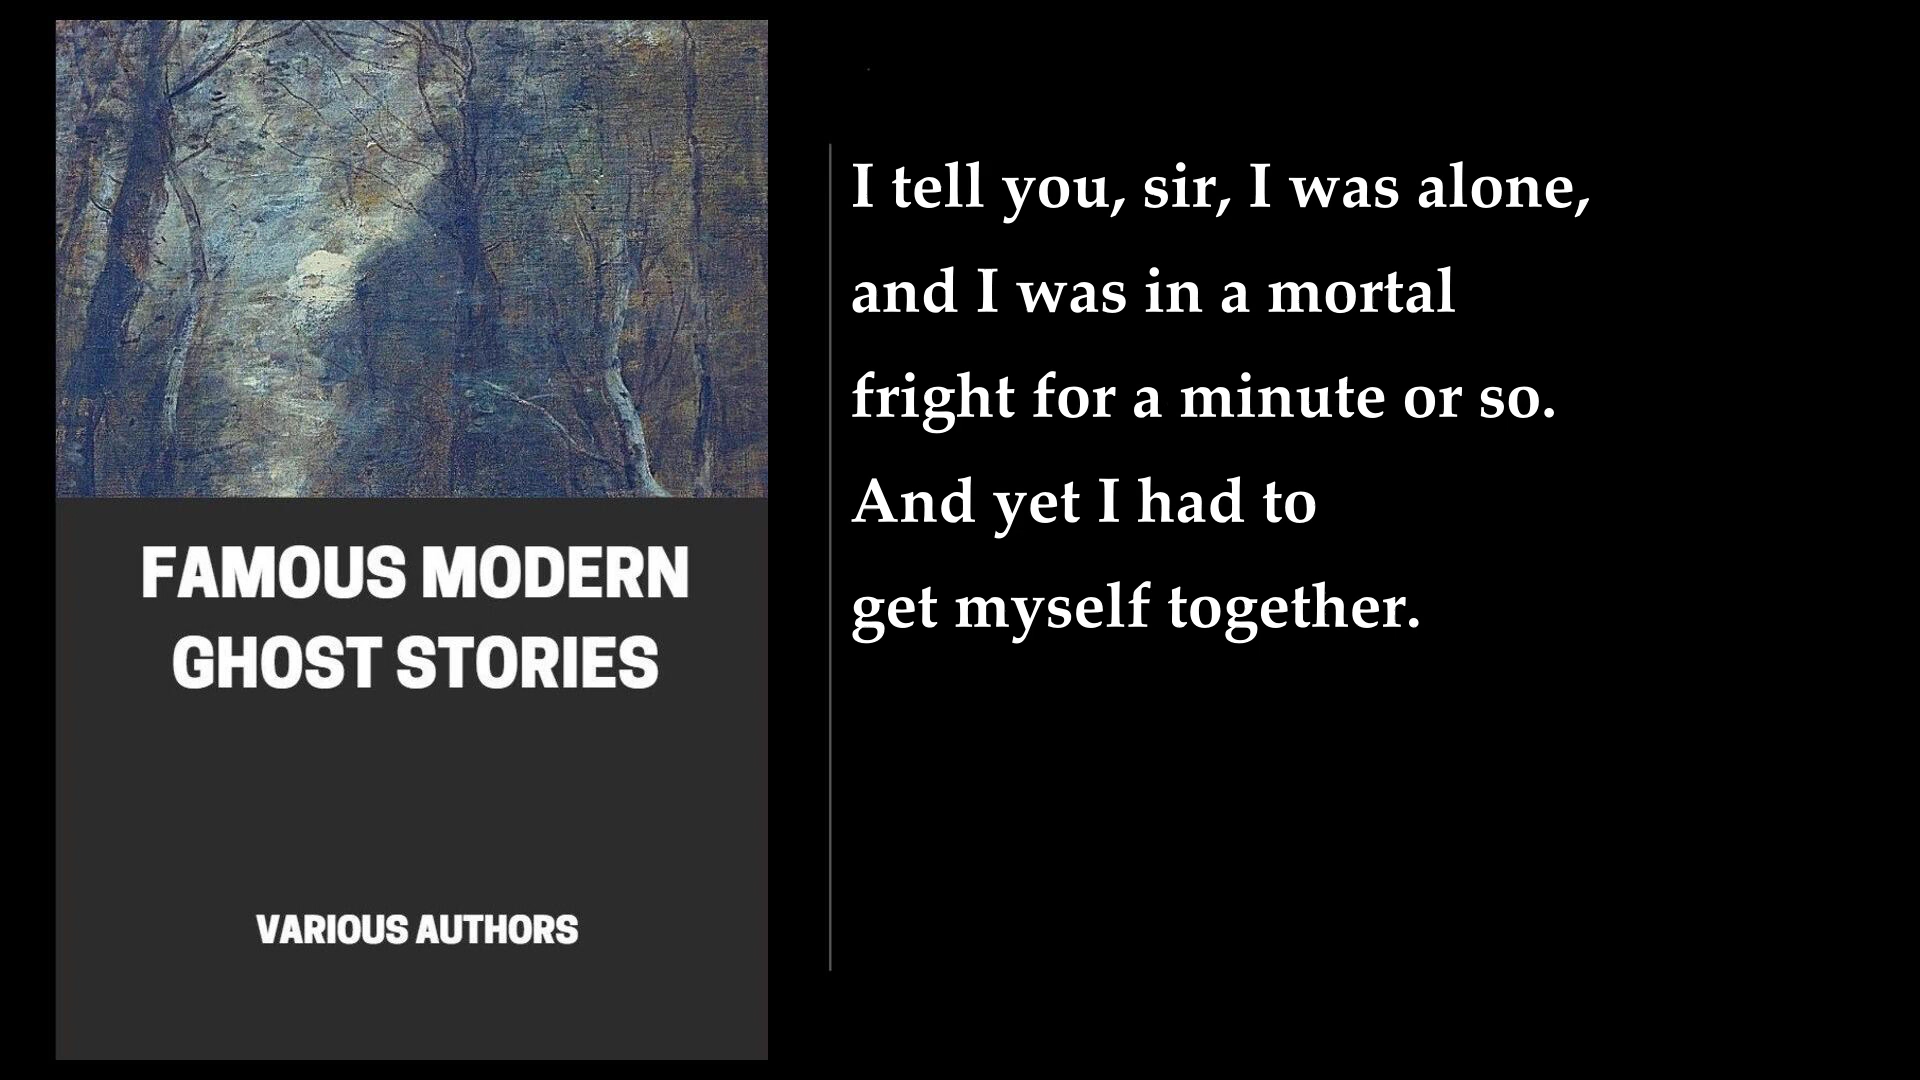 FAMOUS MODERN
GHOST STORIES
VARIOUS AUTHORS
I tell you, sir, I was alone,
and I was in a mortal
fright for a minute or so.
And yet I had to
get myself together.